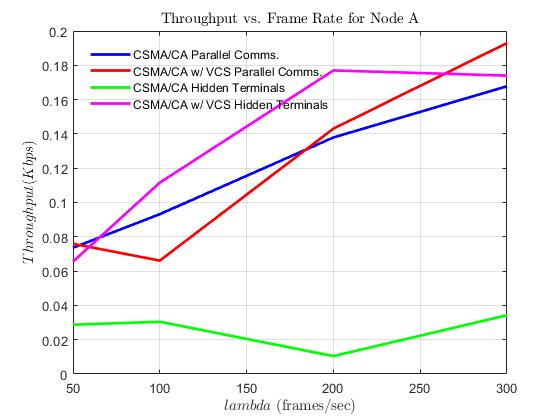 Throughput vs. Frame Rate for Node A
0.2
0.18
0.16
0.14
0.12
0.1
0.08
0.06
0.04
0.02
0
Throughput(Kbps)
CSMA/CA Parallel Comms.
CSMA/CA w/ VCS Parallel Comms.
CSMA/CA Hidden Terminals
CSMA/CA w/ VCS Hidden Terminals
50 100 150 200 250 300
lambda (frames/sec)